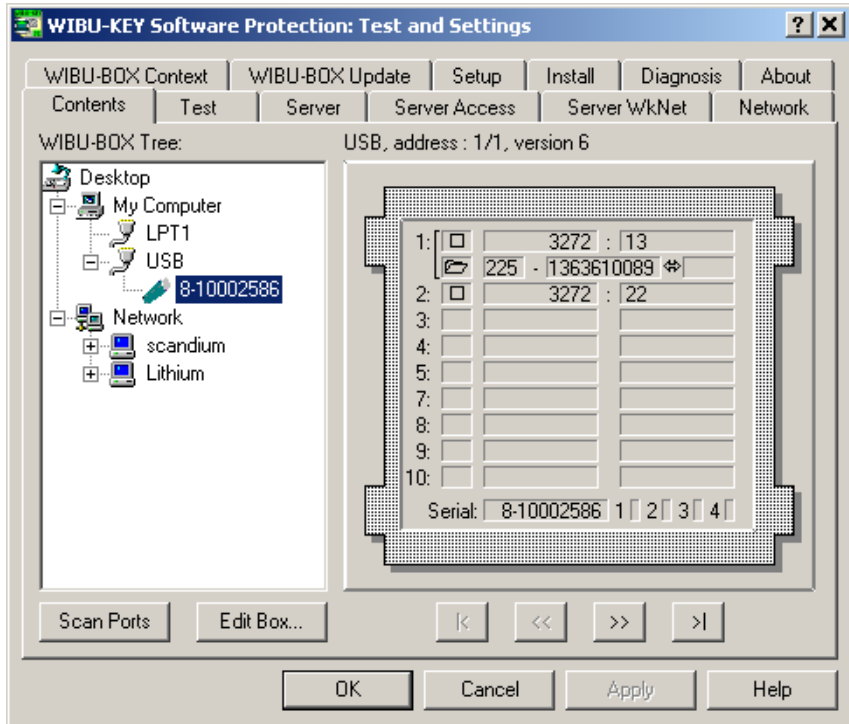 WIBU-KEY Software Protection: Test and Settings
WIBU-BOX Context WIBU-BOX Update Setup Install Diagnosis About
Contents Test Server Server Access Server WkNet Network
WIBU-BOX Tree:
USB, address : 1/1, version 6
Desktop
My Computer
LPT1
USB
8-10002586
Network
scandium
Lithium
1: 3272 : 13
225 - 1363610089
2: 3272 : 22
3:
4:
5:
7:
8:
9:
10:
Serial: 8-10002586 1 2 3 4
Scan Ports Edit Box... |< << >> >|
OK Cancel Apply Help